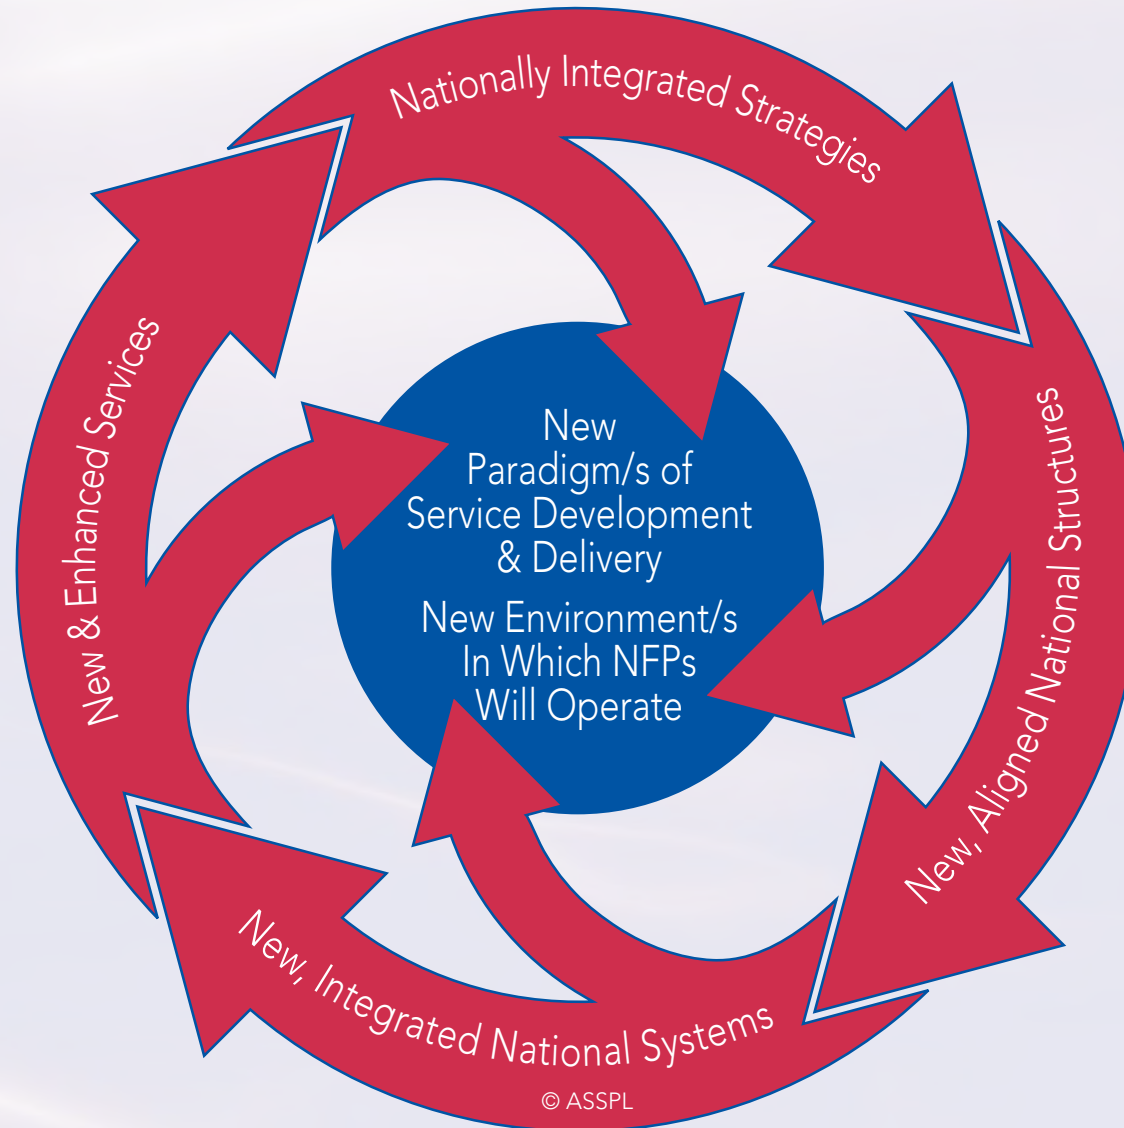 Nationally Integrated Strategies
New, Aligned National Structures
New, Integrated National Systems
New & Enhanced Services
New
Paradigm/s of
Service Development
& Delivery
New Environment/s
In Which NFPs
Will Operate
© ASSPL